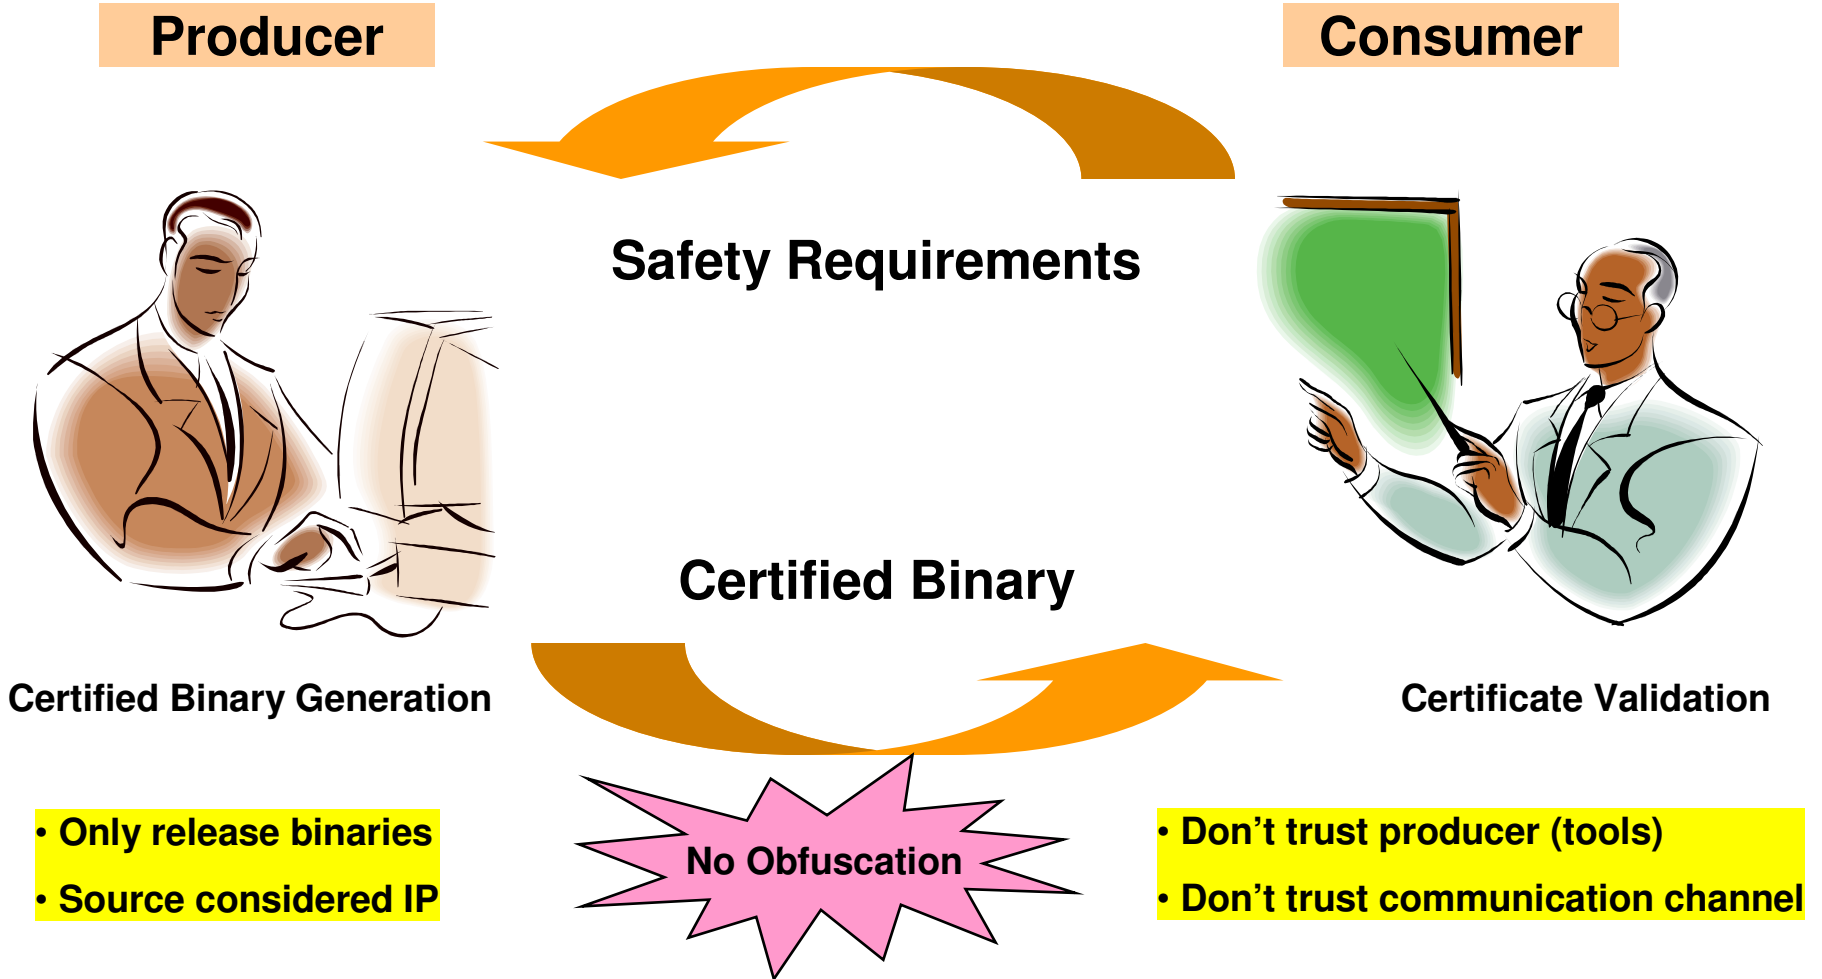 Producer
Consumer
Safety Requirements
Certified Binary
Certified Binary Generation
Certificate Validation
• Only release binaries
• Source considered IP
No Obfuscation
• Don’t trust producer (tools)
• Don’t trust communication channel